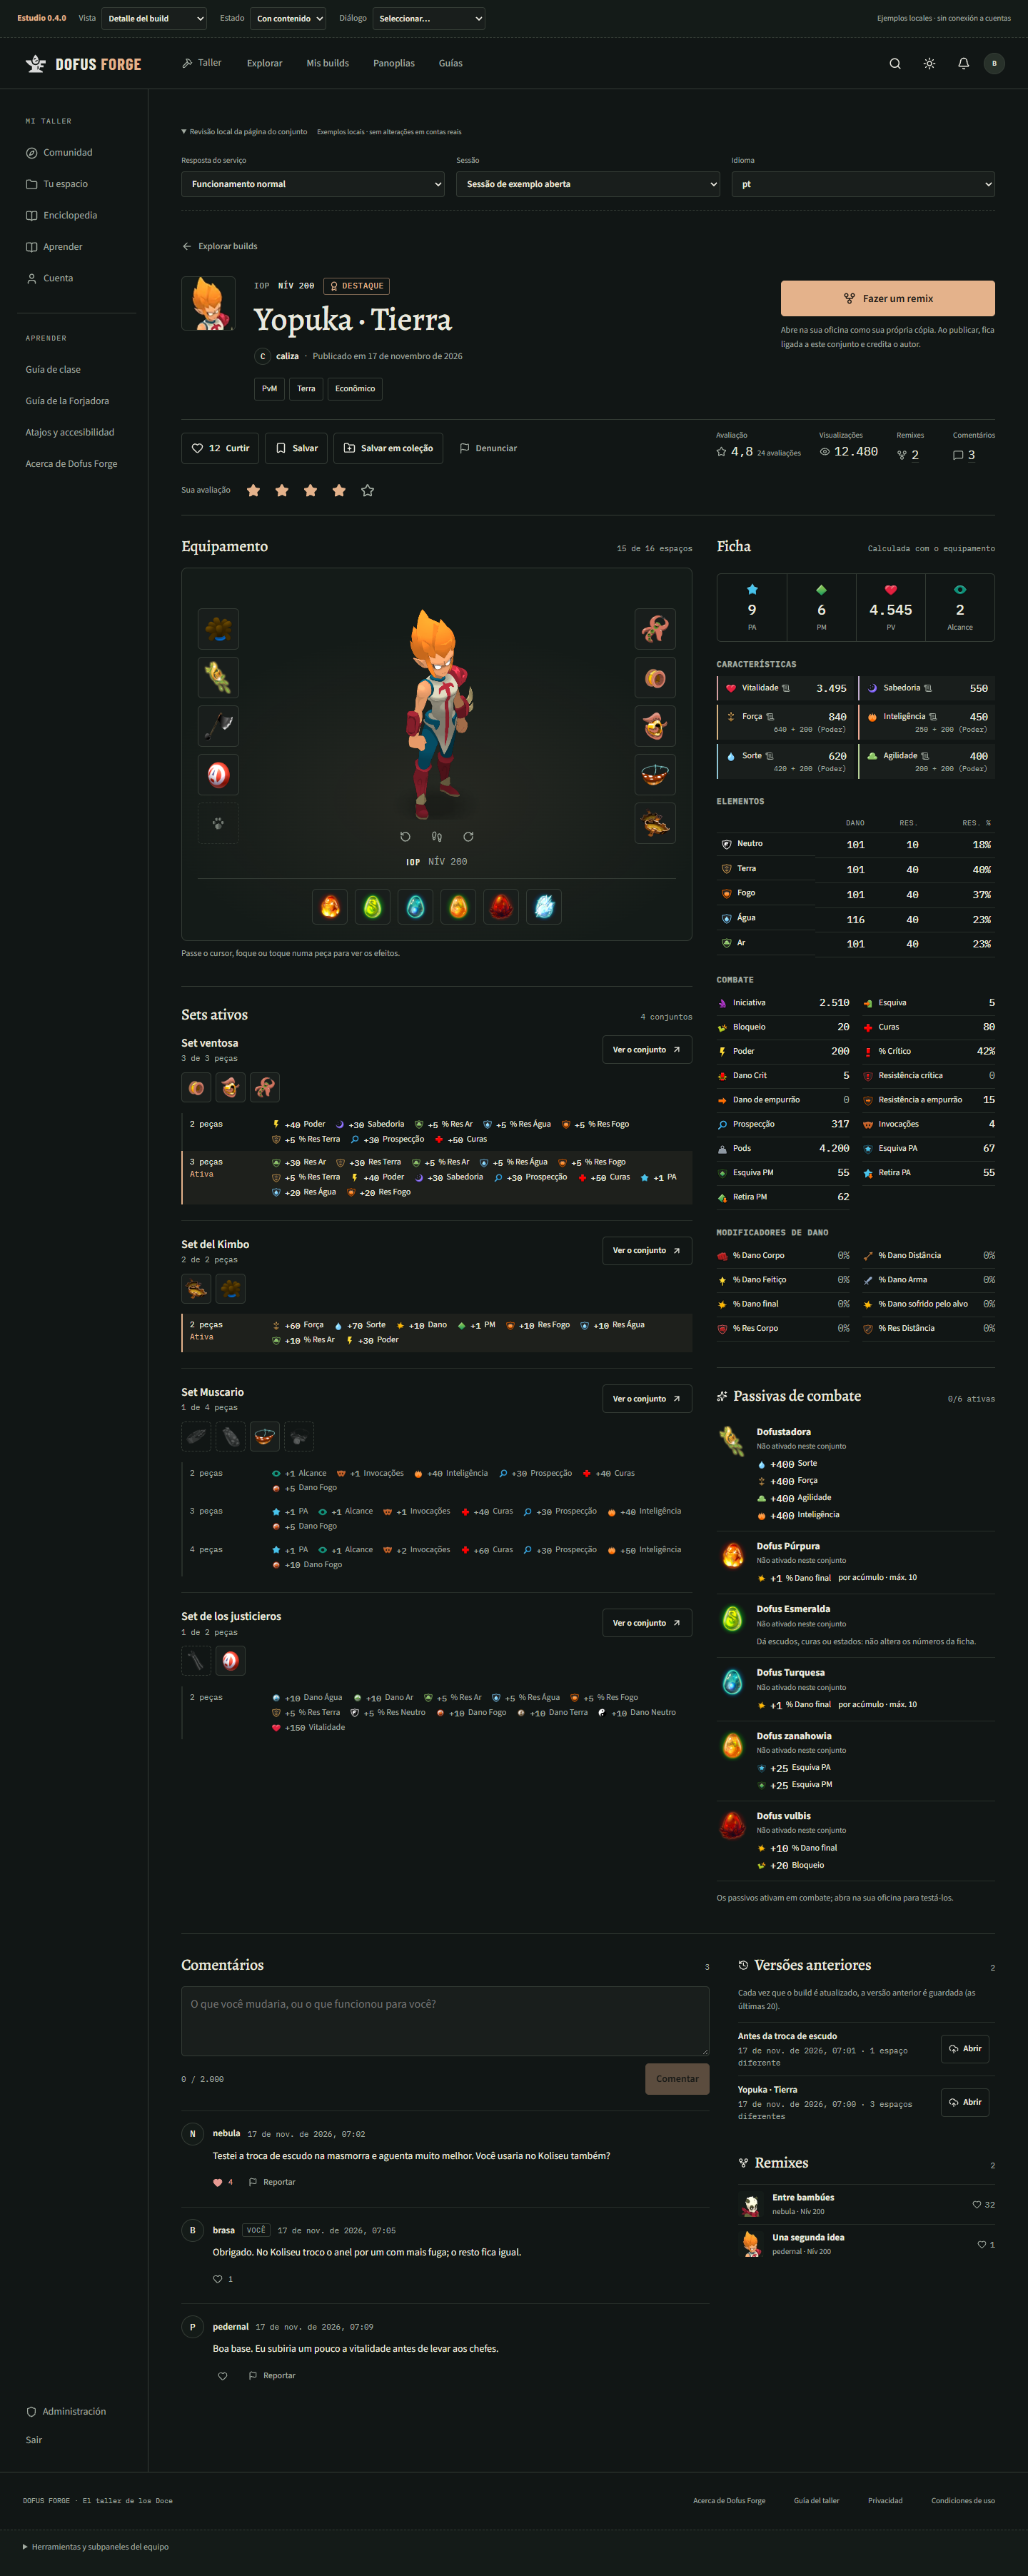 Estudio 0.4.0 Vista Detalle del build Estado Con contenido Diálogo Seleccionar... Ejemplos locales · sin conexión a cuentas
DOFUS FORGE Taller Explorar Mis builds Panoplias Guías B
MI TALLER
Comunidad
Tu espacio
Enciclopedia
Aprender
Cuenta
APRENDER
Guía de clase
Guía de la Forjadora
Atajos y accesibilidad
Acerca de Dofus Forge
Administración
Sair
▼ Revisão local da página do conjunto Exemplos locais · sem alterações em contas reais
Resposta do serviço Sessão Idioma
Funcionamento normal Sessão de exemplo aberta pt
Explorar builds
IOP NÍV 200 DESTAQUE
Yopuka · Tierra
C caliza · Publicado em 17 de novembro de 2026
PvM Terra Econômico
Fazer um remix
Abre na sua oficina como sua própria cópia. Ao publicar, fica
ligada a este conjunto e credita o autor.
12 Curtir Salvar Salvar em coleção Denunciar
Avaliação Visualizações Remixes Comentários
4,8 24 avaliações 12.480 2 3
Sua avaliação
Equipamento 15 de 16 espaços
IOP NÍV 200
Passe o cursor, foque ou toque numa peça para ver os efeitos.
Sets ativos 4 conjuntos
Set ventosa Ver o conjunto
3 de 3 peças
2 peças +40 Poder +30 Sabedoria +5 % Res Ar +5 % Res Água +5 % Res Fogo
+5 % Res Terra +30 Prospecção +50 Curas
3 peças +30 Res Ar +30 Res Terra +5 % Res Ar +5 % Res Água +5 % Res Fogo
Ativa +5 % Res Terra +40 Poder +30 Sabedoria +30 Prospecção +50 Curas +1 PA
+20 Res Água +20 Res Fogo
Set del Kimbo Ver o conjunto
2 de 2 peças
2 peças +60 Força +70 Sorte +10 Dano +1 PM +10 Res Fogo +10 Res Água
Ativa +10 % Res Ar +30 Poder
Set Muscario Ver o conjunto
1 de 4 peças
2 peças +1 Alcance +1 Invocações +40 Inteligência +30 Prospecção +40 Curas
+5 Dano Fogo
3 peças +1 PA +1 Alcance +1 Invocações +40 Curas +30 Prospecção +40 Inteligência
+5 Dano Fogo
4 peças +1 PA +1 Alcance +2 Invocações +60 Curas +30 Prospecção +50 Inteligência
+10 Dano Fogo
Set de los justicieros Ver o conjunto
1 de 2 peças
2 peças +10 Dano Água +10 Dano Ar +5 % Res Ar +5 % Res Água +5 % Res Fogo
+5 % Res Terra +5 % Res Neutro +10 Dano Fogo +10 Dano Terra +10 Dano Neutro
+150 Vitalidade
Ficha Calculada com o equipamento
9 6 4.545 2
PA PM PV Alcance
CARACTERÍSTICAS
Vitalidade 3.495 Sabedoria 550
Força 840 Inteligência 450
640 + 200 (Poder) 250 + 200 (Poder)
Sorte 620 Agilidade 400
420 + 200 (Poder) 200 + 200 (Poder)
ELEMENTOS
DANO RES. RES. %
Neutro 101 10 18%
Terra 101 40 40%
Fogo 101 40 37%
Água 116 40 23%
Ar 101 40 23%
COMBATE
Iniciativa 2.510 Esquiva 5
Bloqueio 20 Curas 80
Poder 200 % Crítico 42%
Dano Crit 5 Resistência crítica 0
Dano de empurrão 0 Resistência a empurrão 15
Prospecção 317 Invocações 4
Pods 4.200 Esquiva PA 67
Esquiva PM 55 Retira PA 55
Retira PM 62
MODIFICADORES DE DANO
% Dano Corpo 0% % Dano Distância 0%
% Dano Feitiço 0% % Dano Arma 0%
% Dano final 0% % Dano sofrido pelo alvo 0%
% Res Corpo 0% % Res Distância 0%
Passivas de combate 0/6 ativas
Dofustadora
Não ativado neste conjunto
+400 Sorte
+400 Força
+400 Agilidade
+400 Inteligência
Dofus Púrpura
Não ativado neste conjunto
+1 % Dano final por acúmulo · máx. 10
Dofus Esmeralda
Não ativado neste conjunto
Dá escudos, curas ou estados: não altera os números da ficha.
Dofus Turquesa
Não ativado neste conjunto
+1 % Dano final por acúmulo · máx. 10
Dofus zanahowia
Não ativado neste conjunto
+25 Esquiva PA
+25 Esquiva PM
Dofus vulbis
Não ativado neste conjunto
+10 % Dano final
+20 Bloqueio
Os passivos ativam em combate; abra na sua oficina para testá-los.
Comentários 3
O que você mudaria, ou o que funcionou para você?
0 / 2.000 Comentar
N nebula 17 de nov. de 2026, 07:02
Testei a troca de escudo na masmorra e aguenta muito melhor. Você usaria no Koliseu também?
4 Reportar
B brasa VOCÊ 17 de nov. de 2026, 07:05
Obrigado. No Koliseu troco o anel por um com mais fuga; o resto fica igual.
1
P pedernal 17 de nov. de 2026, 07:09
Boa base. Eu subiria um pouco a vitalidade antes de levar aos chefes.
Reportar
Versões anteriores 2
Cada vez que o build é atualizado, a versão anterior é guardada (as
últimas 20).
Antes da troca de escudo Abrir
17 de nov. de 2026, 07:01 · 1 espaço
diferente
Yopuka · Tierra Abrir
17 de nov. de 2026, 07:00 · 3 espaços
diferentes
Remixes 2
Entre bambúes 32
nebula · Nív 200
Una segunda idea 1
pedernal · Nív 200
DOFUS FORGE · El taller de los Doce Acerca de Dofus Forge Guía del taller Privacidad Condiciones de uso
▶ Herramientas y subpaneles del equipo